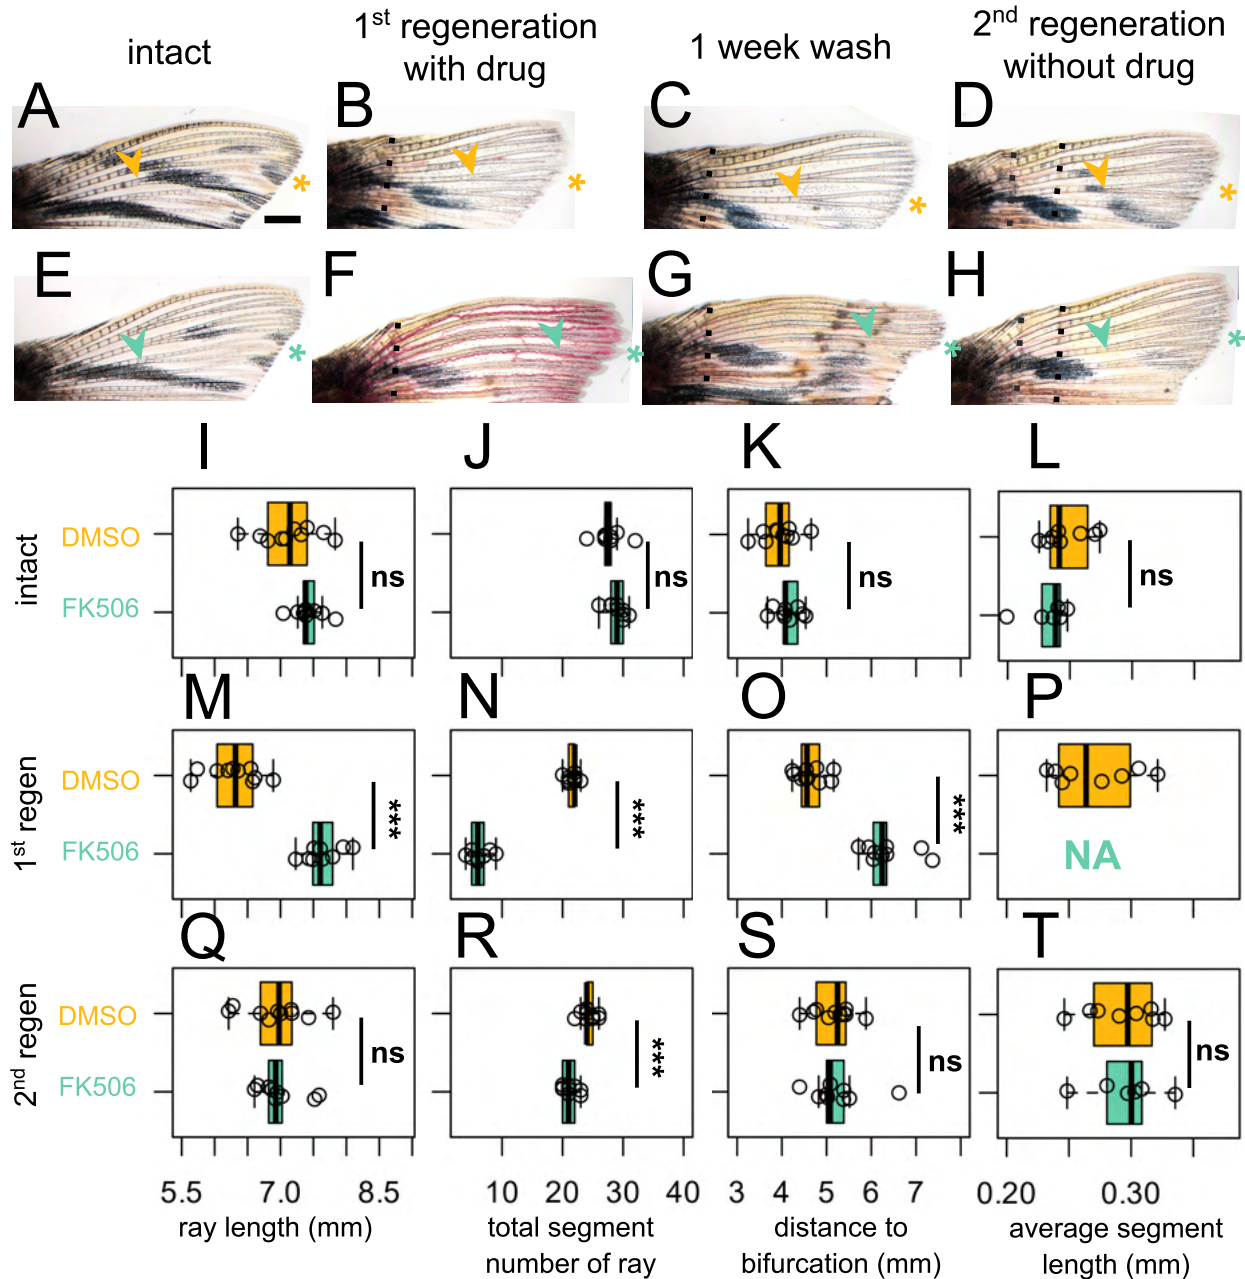 intact
1st regeneration
with drug
1 week wash
2nd regeneration
without drug
A
B
C
D
*
*
*
*
E
F
G
H
*
*
*
*
I
J
K
L
intact
DMSO
FK506
ns
ns
ns
ns
M
N
O
P
1st regen
DMSO
FK506
***
***
***
NA
Q
R
S
T
2nd regen
DMSO
FK506
ns
***
ns
ns
5.5 7.0 8.5
10 20 30 40
3 4 5 6 7
0.20 0.30
ray length (mm)
total segment
number of ray
distance to
bifurcation (mm)
average segment
length (mm)